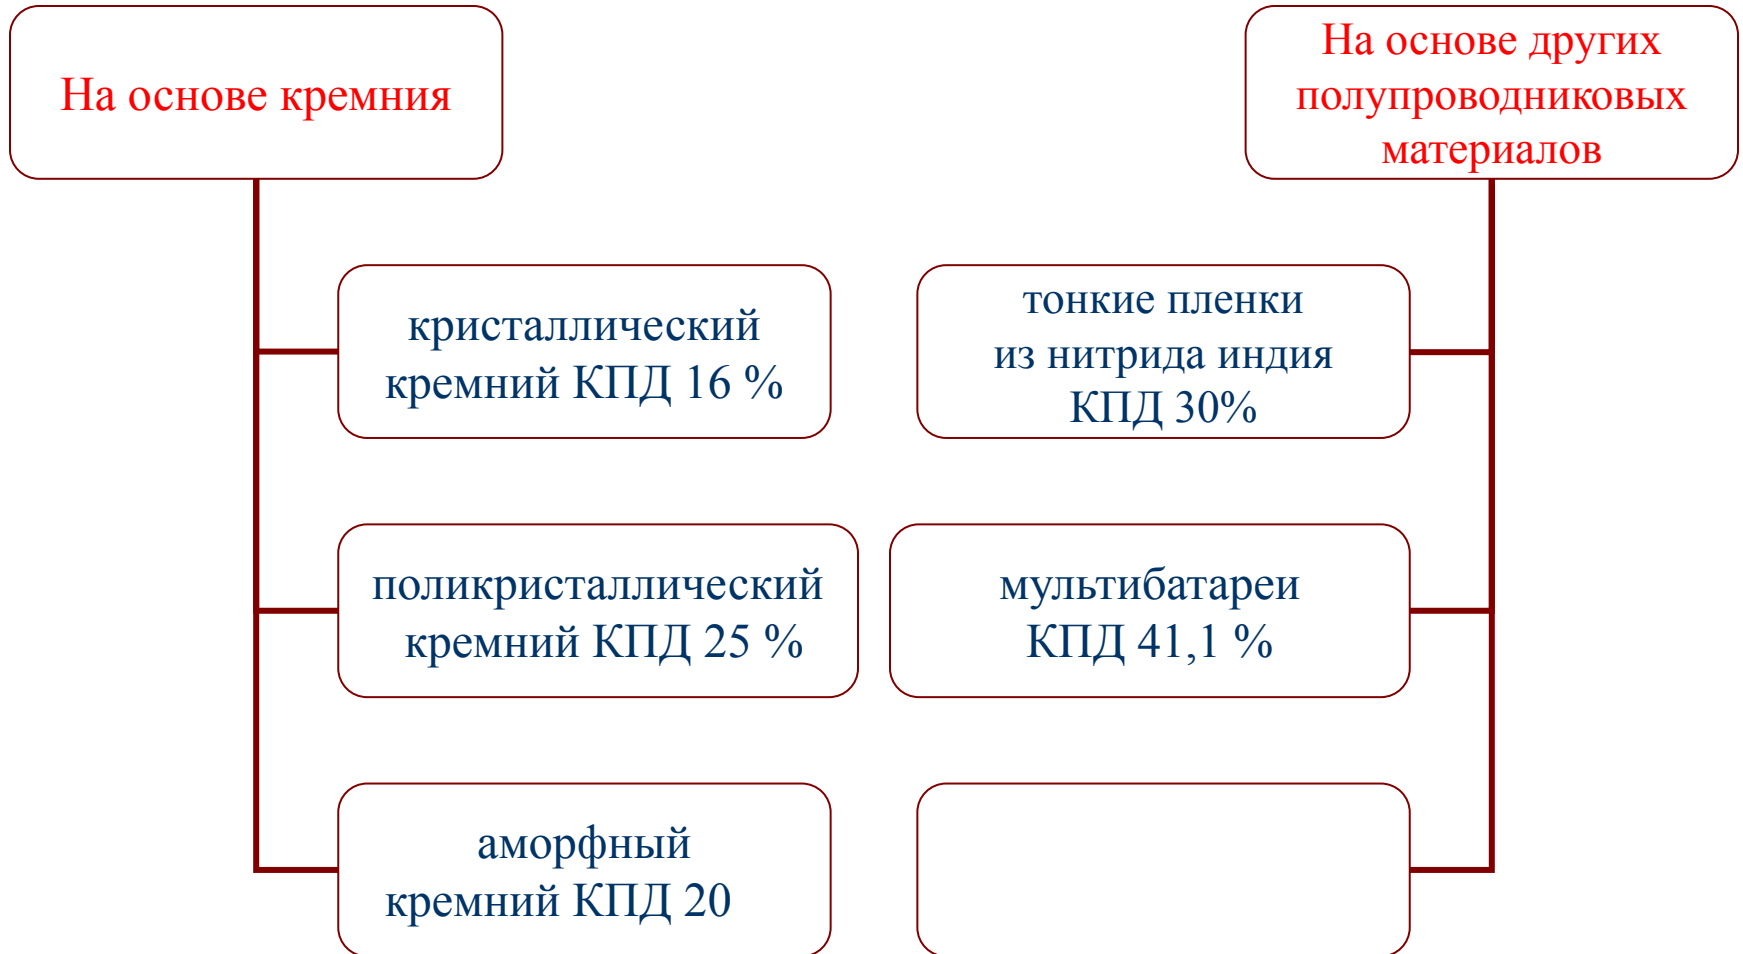 На основе кремния
кристаллический
кремний КПД 16 %
поликристаллический
кремний КПД 25 %
аморфный
кремний КПД 20
На основе других
полупроводниковых
материалов
тонкие пленки
из нитрида индия
КПД 30%
мультибатареи
КПД 41,1 %